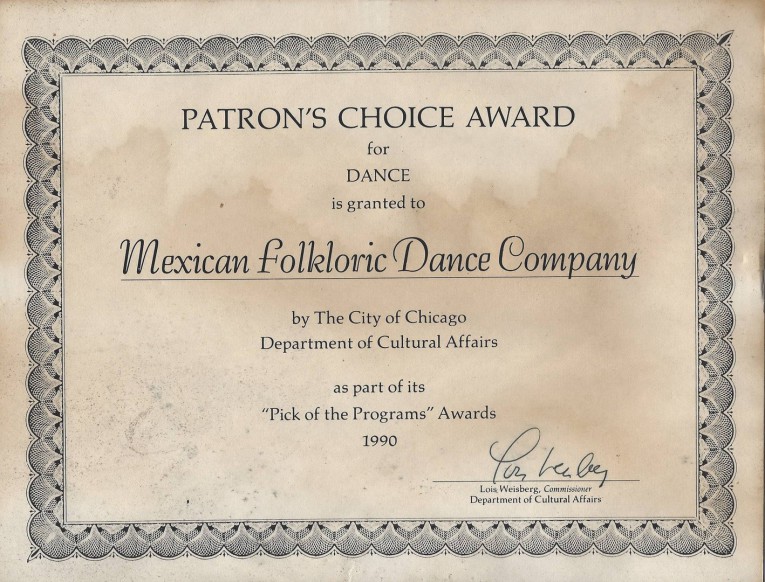 PATRON'S CHOICE AWARD
for
DANCE
is granted to
Mexican Folkloric Dance Company
by The City of Chicago
Department of Cultural Affairs
as part of its
"Pick of the Programs" Awards
1990
Lois Weisberg
Lois Weisberg, Commissioner
Department of Cultural Affairs